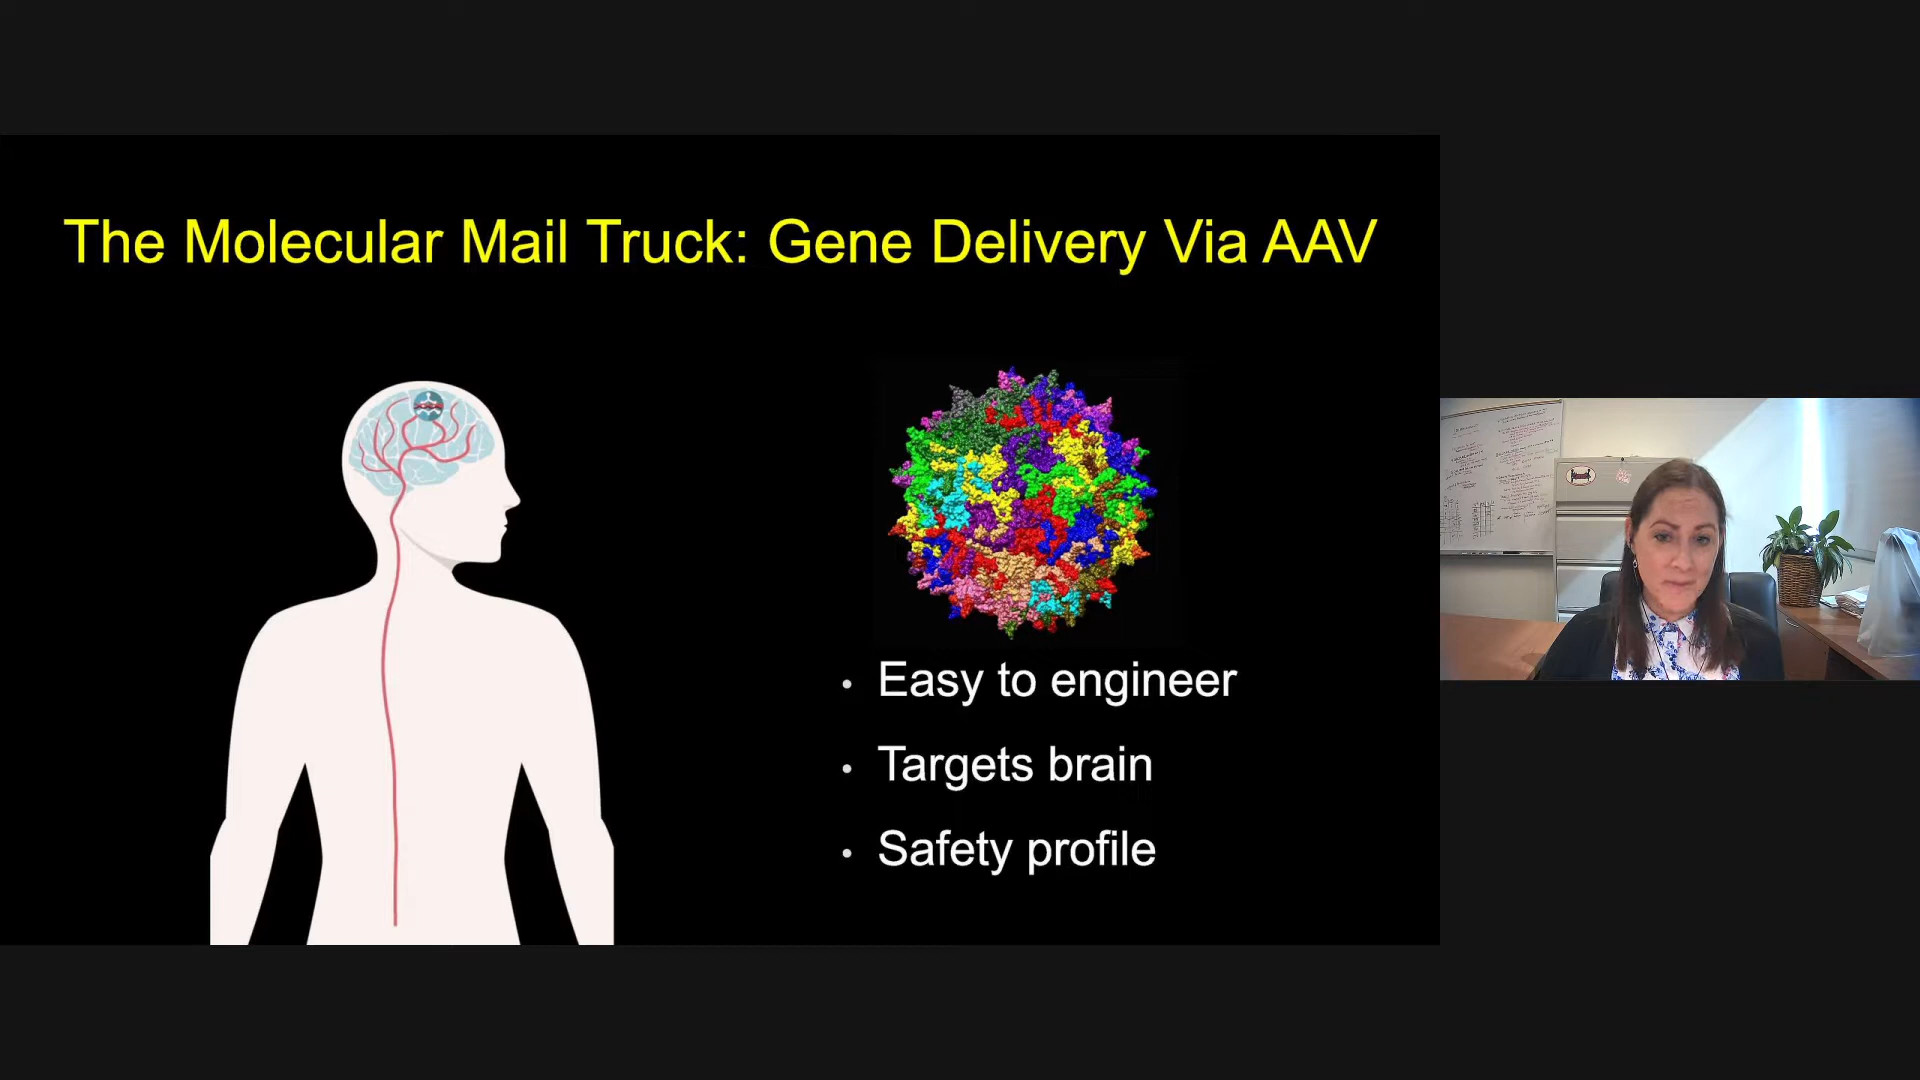 The Molecular Mail Truck: Gene Delivery Via AAV
• Easy to engineer
• Targets brain
• Safety profile